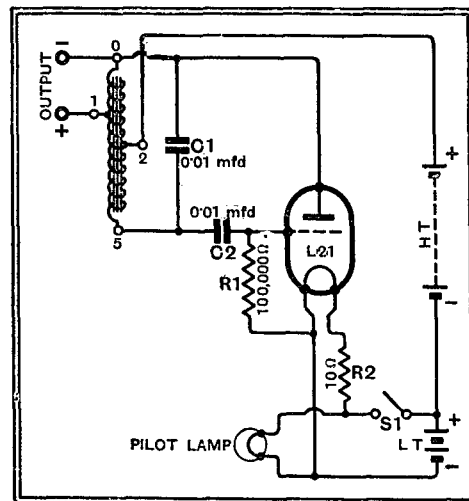 OUTPUT
-
+
0
1
2
5
C1
0·01 mfd
0·01 mfd
C2
R1
100,000Ω
L21
10Ω
R2
+
HT
-
S1
+
LT
-
PILOT LAMP